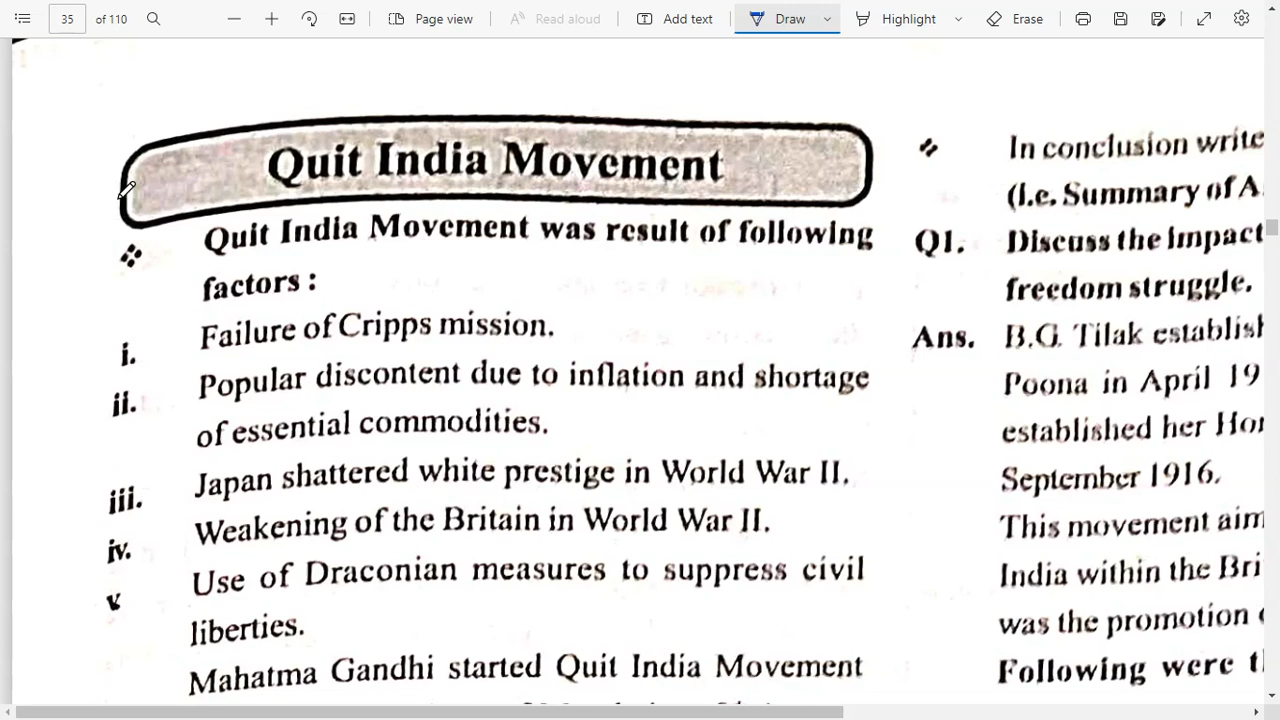 35 of 110 Page view Read aloud Add text Draw Highlight Erase
Quit India Movement
❖ Quit India Movement was result of following
factors :
i. Failure of Cripps mission.
ii. Popular discontent due to inflation and shortage
of essential commodities.
iii. Japan shattered white prestige in World War II.
iv. Weakening of the Britain in World War II.
v. Use of Draconian measures to suppress civil
liberties.
Mahatma Gandhi started Quit India Movement
❖ In conclusion write
(I.e. Summary of A
Q1. Discuss the impact
freedom struggle.
Ans. B.G. Tilak establish
Poona in April 19
established her Hor
September 1916.
This movement aim
India within the Bri
was the promotion
Following were th